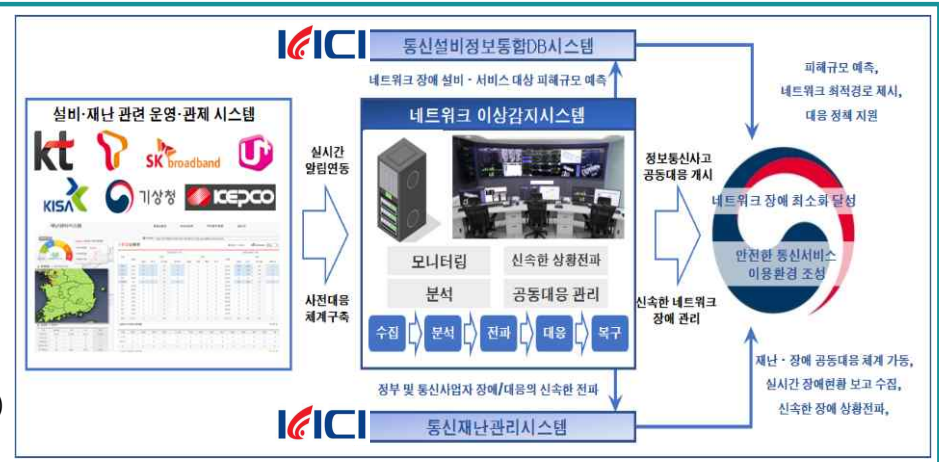 KICI 통신설비정보통합DB시스템
네트워크 장애 설비 · 서비스 대상 피해규모 예측
피해규모 예측,
네트워크 최적경로 제시,
대응 정책 지원
설비·재난 관련 운영·관제 시스템
kt
SK broadband
U+
KISA
기상청
KEPCO
실시간
알림연동
사전대응
체계구축
네트워크 이상감지시스템
모니터링
신속한 상황전파
분석
공동대응 관리
수집
분석
전파
대응
복구
정보통신사고
공동대응 개시
신속한 네트워크
장애 관리
네트워크 장애 최소화 달성
안전한 통신서비스
이용환경 조성
정부 및 통신사업자 장애/대응의 신속한 전파
KICI 통신재난관리시스템
재난 · 장애 공동대응 체계 가동,
실시간 장애현황 보고 수집,
신속한 장애 상황전파,
)